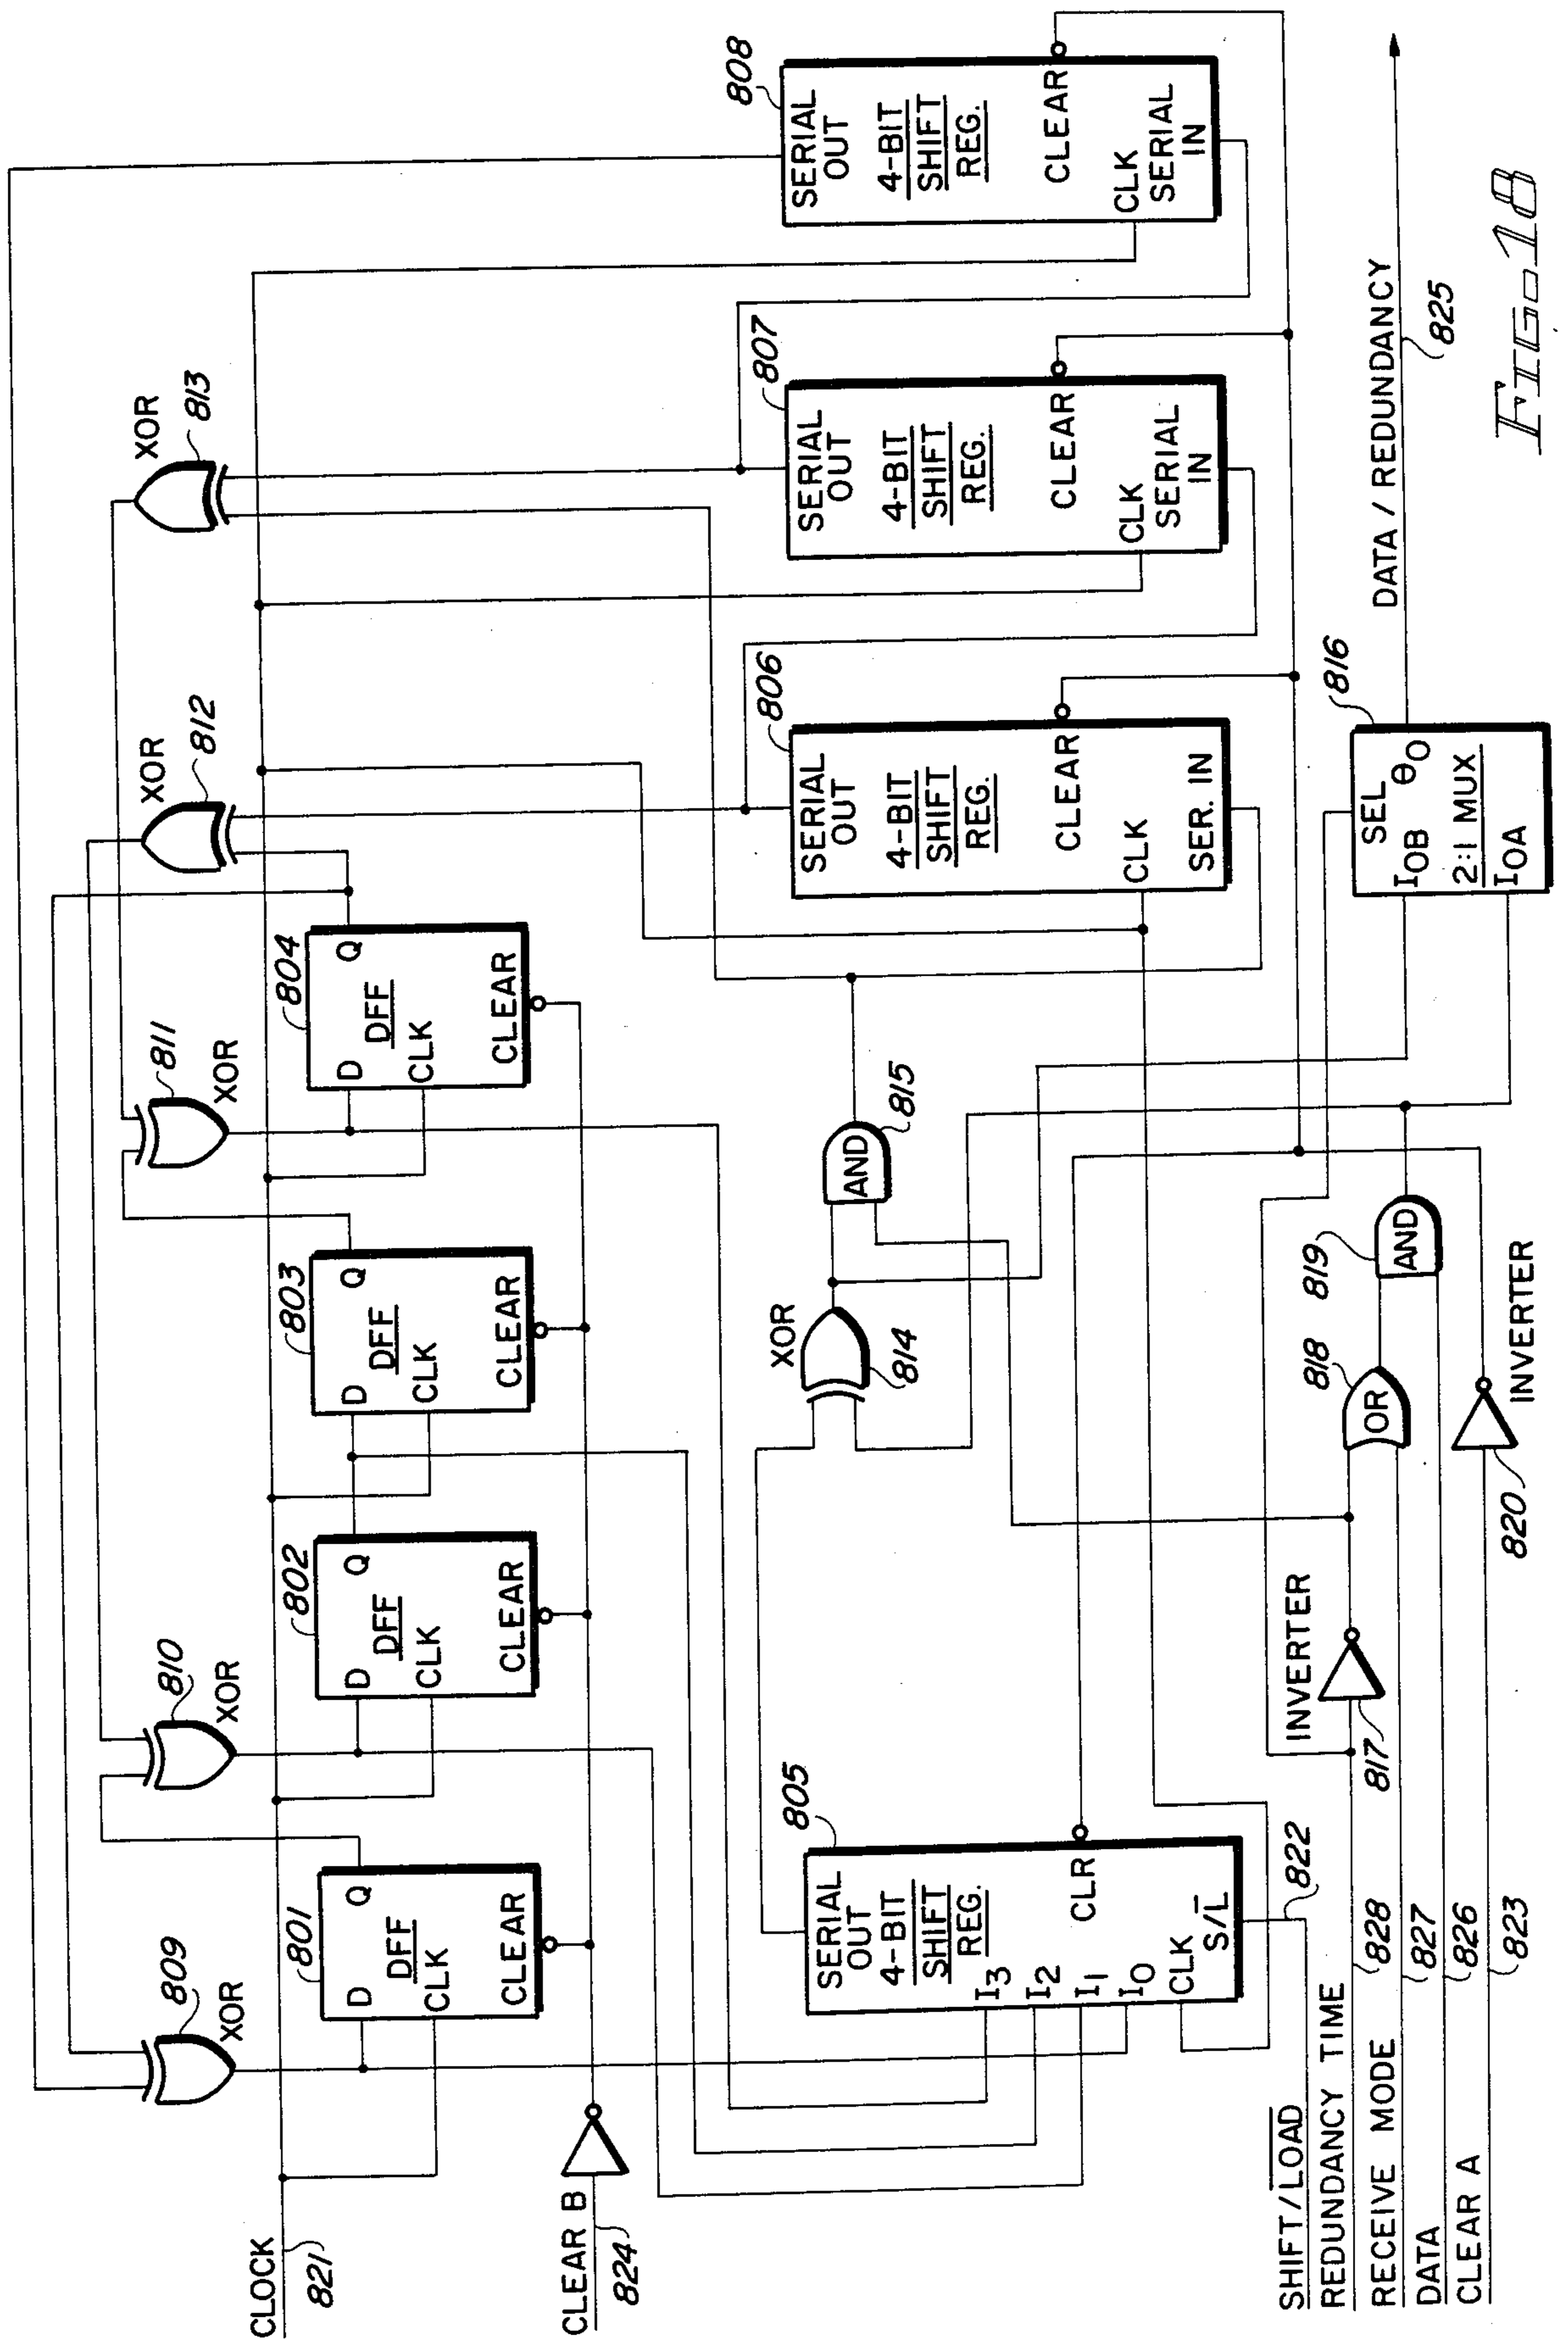 CLOCK
821
CLEAR B
824
809
XOR
801
D
Q
DFF
CLK
CLEAR
810
XOR
802
D
Q
DFF
CLK
CLEAR
803
D
Q
DFF
CLK
CLEAR
811
XOR
804
D
Q
DFF
CLK
CLEAR
XOR
812
XOR
813
805
SERIAL
OUT
4-BIT
SHIFT
REG.
I3
I2
I1
I0
CLR
CLK
S/L
822
XOR
814
AND
815
806
SERIAL
OUT
4-BIT
SHIFT
REG.
CLEAR
CLK
SER. IN
807
SERIAL
OUT
4-BIT
SHIFT
REG.
CLEAR
CLK
SERIAL
IN
808
SERIAL
OUT
4-BIT
SHIFT
REG.
CLEAR
CLK
SERIAL
IN
SHIFT/LOAD
REDUNDANCY TIME
828
RECEIVE MODE
827
DATA
826
CLEAR A
823
INVERTER
817
818
OR
819
AND
820
INVERTER
816
SEL
IOB
θO
2:1 MUX
IOA
DATA / REDUNDANCY
825
FIG.18